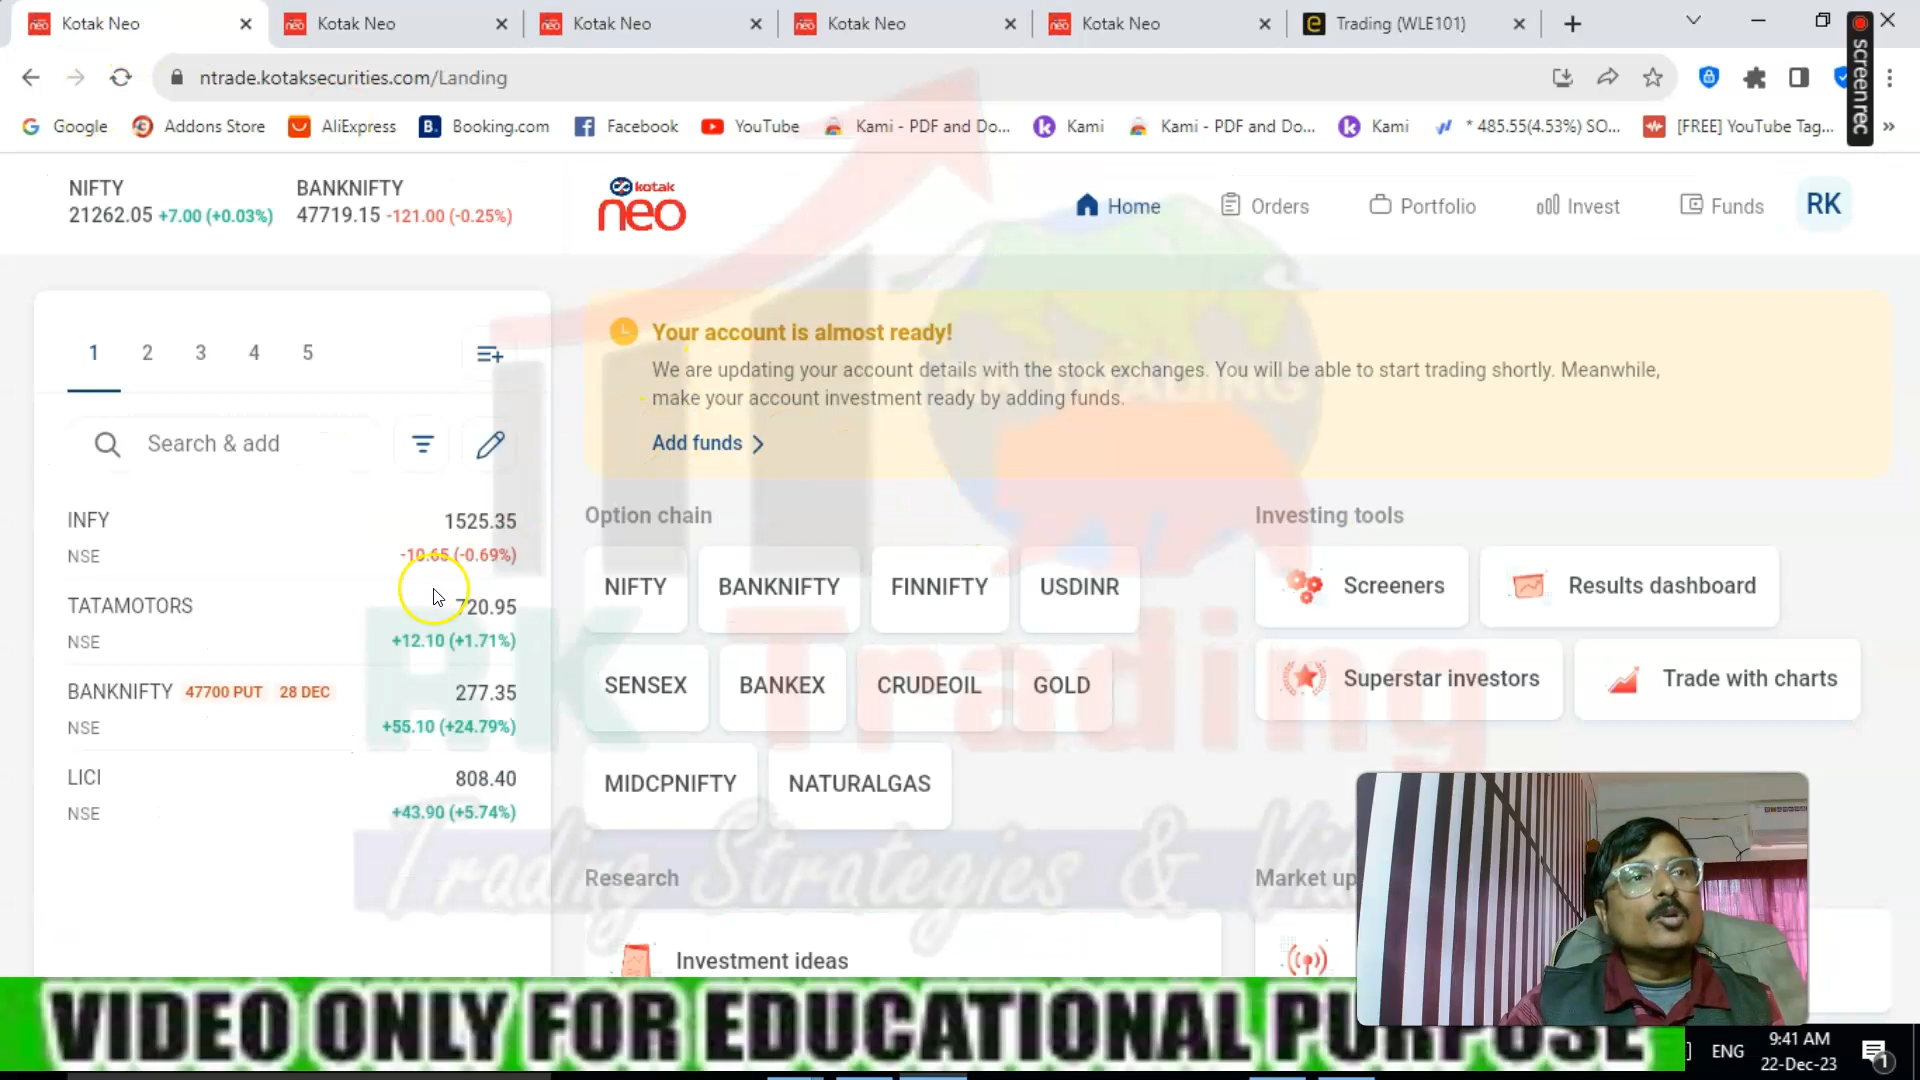 Kotak Neo
Kotak Neo
Kotak Neo
Kotak Neo
Kotak Neo
Trading (WLE101)
ntrade.kotaksecurities.com/Landing
screenrec
Google
Addons Store
AliExpress
Booking.com
Facebook
YouTube
Kami - PDF and Do...
Kami
Kami - PDF and Do...
Kami
* 485.55(4.53%) SO...
[FREE] YouTube Tag...
NIFTY
21262.05 +7.00 (+0.03%)
BANKNIFTY
47719.15 -121.00 (-0.25%)
kotak
neo
Home
Orders
Portfolio
Invest
Funds
RK
1 2 3 4 5
Search & add
INFY 1525.35
NSE -10.65 (-0.69%)
TATAMOTORS 720.95
NSE +12.10 (+1.71%)
BANKNIFTY 47700 PUT 28 DEC 277.35
NSE +55.10 (+24.79%)
LICI 808.40
NSE +43.90 (+5.74%)
Your account is almost ready!
We are updating your account details with the stock exchanges. You will be able to start trading shortly. Meanwhile,
make your account investment ready by adding funds.
Add funds
Option chain
NIFTY BANKNIFTY FINNIFTY USDINR
SENSEX BANKEX CRUDEOIL GOLD
MIDCPNIFTY NATURALGAS
Investing tools
Screeners Results dashboard
Superstar investors Trade with charts
RK Trading
Trading Strategies &
Research
Investment ideas
Market up
VIDEO ONLY FOR EDUCATIONAL PURPOSE
ENG
9:41 AM
22-Dec-23
1